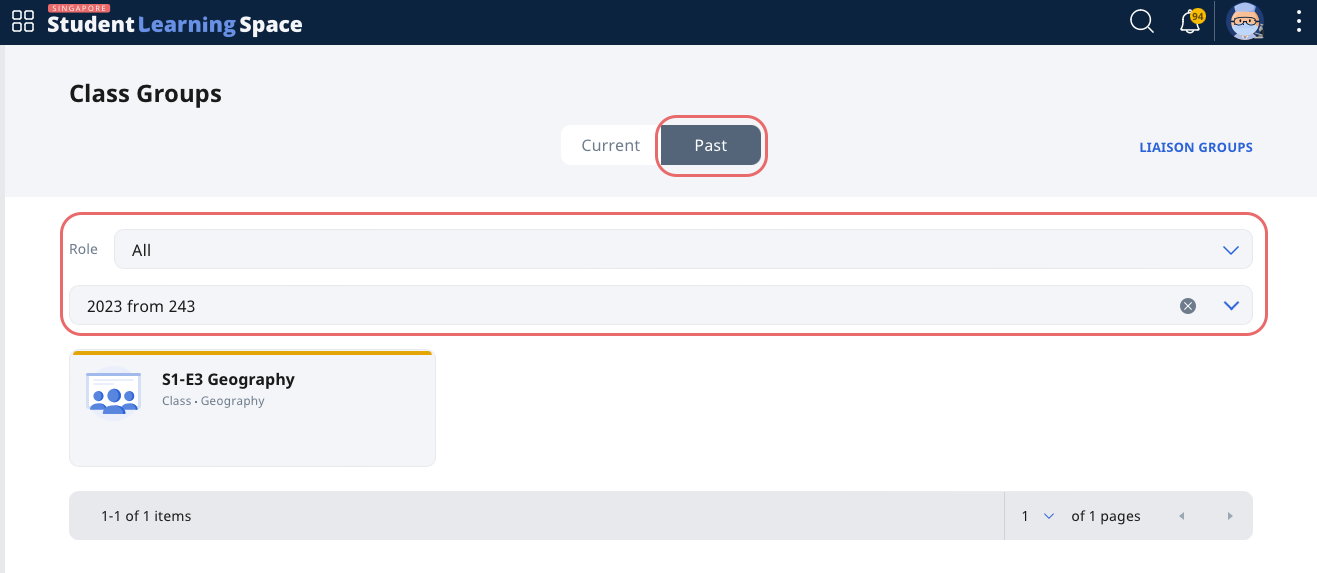 SINGAPORE
Student Learning Space
94
Class Groups
Current
Past
LIAISON GROUPS
Role
All
2023 from 243
S1-E3 Geography
Class • Geography
1-1 of 1 items
1
of 1 pages